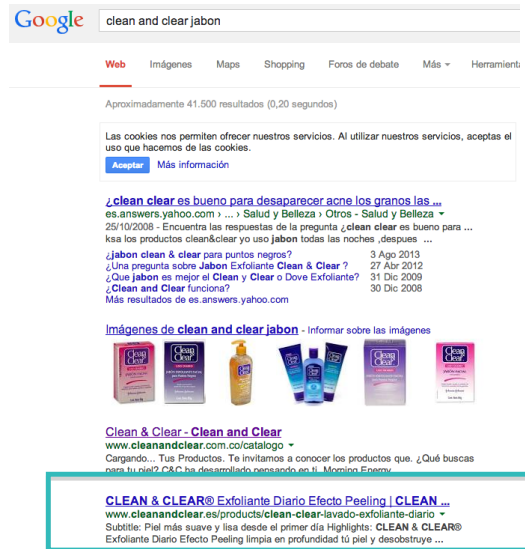 Google clean and clear jabon
Web Imágenes Maps Shopping Foros de debate Más Herramienta
Aproximadamente 41.500 resultados (0,20 segundos)
Las cookies nos permiten ofrecer nuestros servicios. Al utilizar nuestros servicios, aceptas el
uso que hacemos de las cookies.
Aceptar Más información
¿clean clear es bueno para desaparecer acne los granos las ...
es.answers.yahoo.com › ... › Salud y Belleza › Otros - Salud y Belleza
25/10/2008 - Encuentra las respuestas de la pregunta ¿clean clear es bueno para ...
ksa los productos clean&clear yo uso jabon todas las noches ,despues ...
¿jabon clean & clear para puntos negros? 3 Ago 2013
¿Una pregunta sobre Jabon Exfoliante Clean & Clear ? 27 Abr 2012
¿Que jabon es mejor el Clean y Clear o Dove Exfoliante? 31 Dic 2009
¿Clean and Clear funciona? 30 Dic 2008
Más resultados de es.answers.yahoo.com
Imágenes de clean and clear jabon - Informar sobre las imágenes
Clean & Clear - Clean and Clear
www.cleanandclear.com.co/catalogo
Cargando... Tus Productos. Te invitamos a conocer los productos que. ¿Qué buscas
para tu piel? C&C ha desarrollado pensando en ti. Morning Energy
CLEAN & CLEAR® Exfoliante Diario Efecto Peeling | CLEAN ...
www.cleanandclear.es/products/clean-clear-lavado-exfoliante-diario
Subtitle: Piel más suave y lisa desde el primer día Highlights: CLEAN & CLEAR®
Exfoliante Diario Efecto Peeling limpia en profundidad tú piel y desobstruye ...